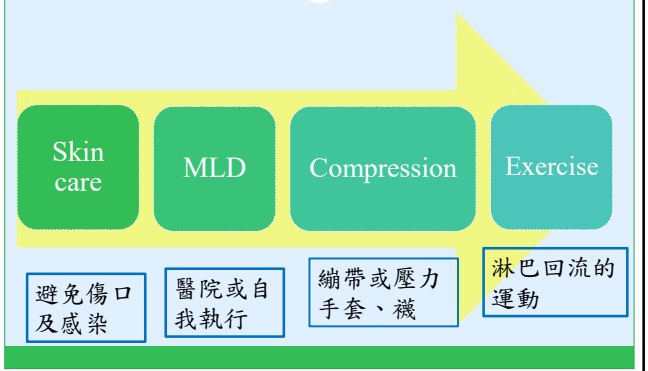 Skin
care
MLD
Compression
Exercise
避免傷口
及感染
醫院或自
我執行
繃帶或壓力
手套、襪
淋巴回流的
運動